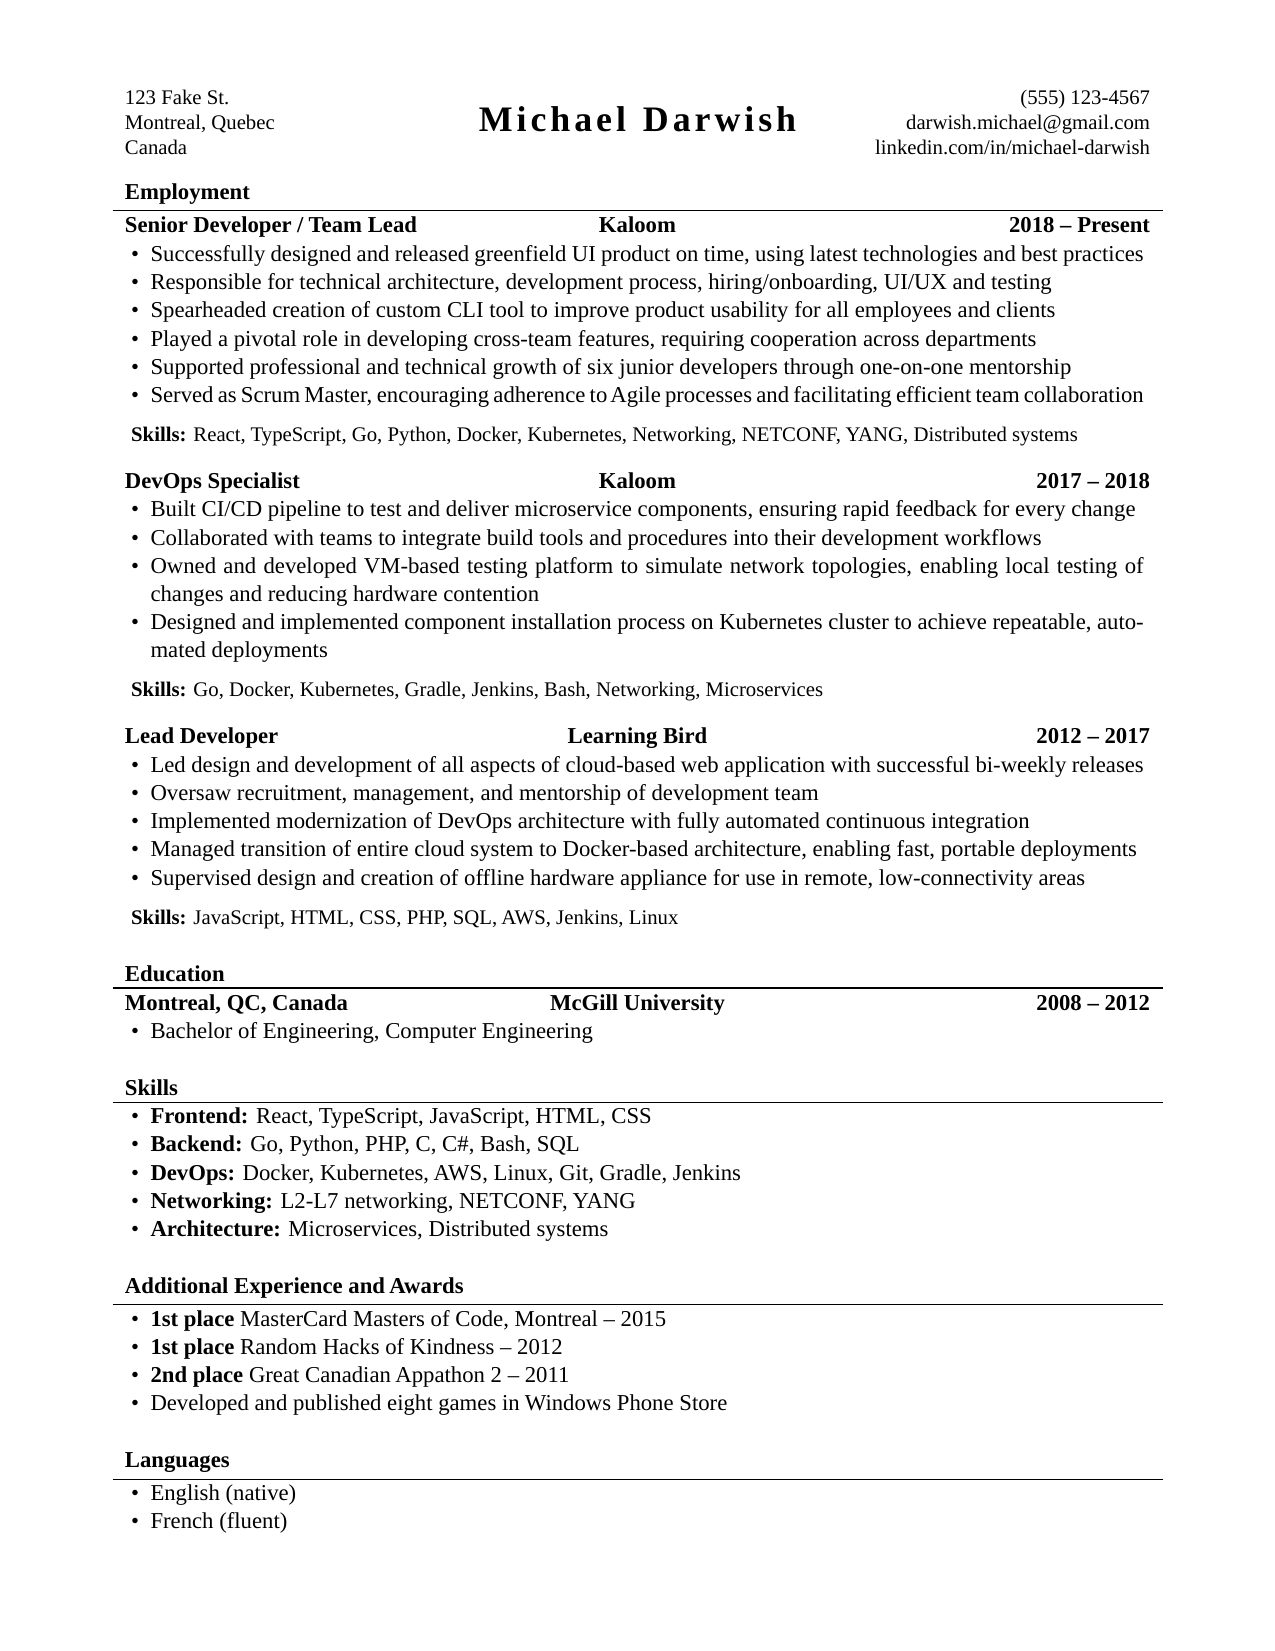 123 Fake St.
Montreal, Quebec
Canada
Michael Darwish
(555) 123-4567
darwish.michael@gmail.com
linkedin.com/in/michael-darwish
Employment
Senior Developer / Team Lead Kaloom 2018 – Present
• Successfully designed and released greenfield UI product on time, using latest technologies and best practices
• Responsible for technical architecture, development process, hiring/onboarding, UI/UX and testing
• Spearheaded creation of custom CLI tool to improve product usability for all employees and clients
• Played a pivotal role in developing cross-team features, requiring cooperation across departments
• Supported professional and technical growth of six junior developers through one-on-one mentorship
• Served as Scrum Master, encouraging adherence to Agile processes and facilitating efficient team collaboration
Skills: React, TypeScript, Go, Python, Docker, Kubernetes, Networking, NETCONF, YANG, Distributed systems
DevOps Specialist Kaloom 2017 – 2018
• Built CI/CD pipeline to test and deliver microservice components, ensuring rapid feedback for every change
• Collaborated with teams to integrate build tools and procedures into their development workflows
• Owned and developed VM-based testing platform to simulate network topologies, enabling local testing of
changes and reducing hardware contention
• Designed and implemented component installation process on Kubernetes cluster to achieve repeatable, auto-
mated deployments
Skills: Go, Docker, Kubernetes, Gradle, Jenkins, Bash, Networking, Microservices
Lead Developer Learning Bird 2012 – 2017
• Led design and development of all aspects of cloud-based web application with successful bi-weekly releases
• Oversaw recruitment, management, and mentorship of development team
• Implemented modernization of DevOps architecture with fully automated continuous integration
• Managed transition of entire cloud system to Docker-based architecture, enabling fast, portable deployments
• Supervised design and creation of offline hardware appliance for use in remote, low-connectivity areas
Skills: JavaScript, HTML, CSS, PHP, SQL, AWS, Jenkins, Linux
Education
Montreal, QC, Canada McGill University 2008 – 2012
• Bachelor of Engineering, Computer Engineering
Skills
• Frontend: React, TypeScript, JavaScript, HTML, CSS
• Backend: Go, Python, PHP, C, C#, Bash, SQL
• DevOps: Docker, Kubernetes, AWS, Linux, Git, Gradle, Jenkins
• Networking: L2-L7 networking, NETCONF, YANG
• Architecture: Microservices, Distributed systems
Additional Experience and Awards
• 1st place MasterCard Masters of Code, Montreal – 2015
• 1st place Random Hacks of Kindness – 2012
• 2nd place Great Canadian Appathon 2 – 2011
• Developed and published eight games in Windows Phone Store
Languages
• English (native)
• French (fluent)